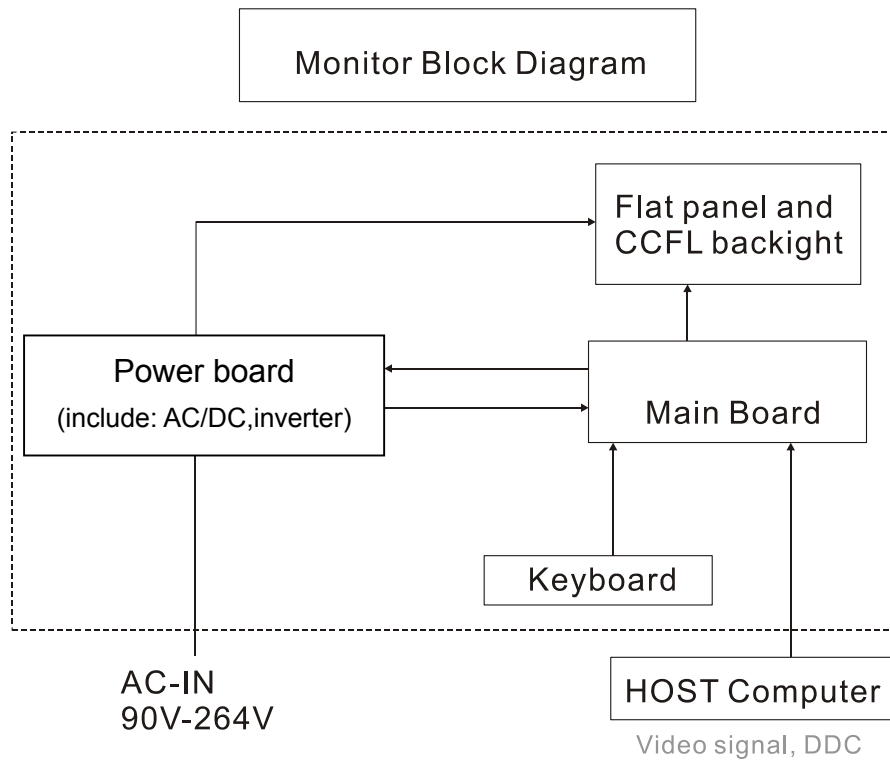 Monitor Block Diagram
Flat panel and
CCFL backight
Power board
(include: AC/DC,inverter)
Main Board
Keyboard
AC-IN
90V-264V
HOST Computer
Video signal, DDC